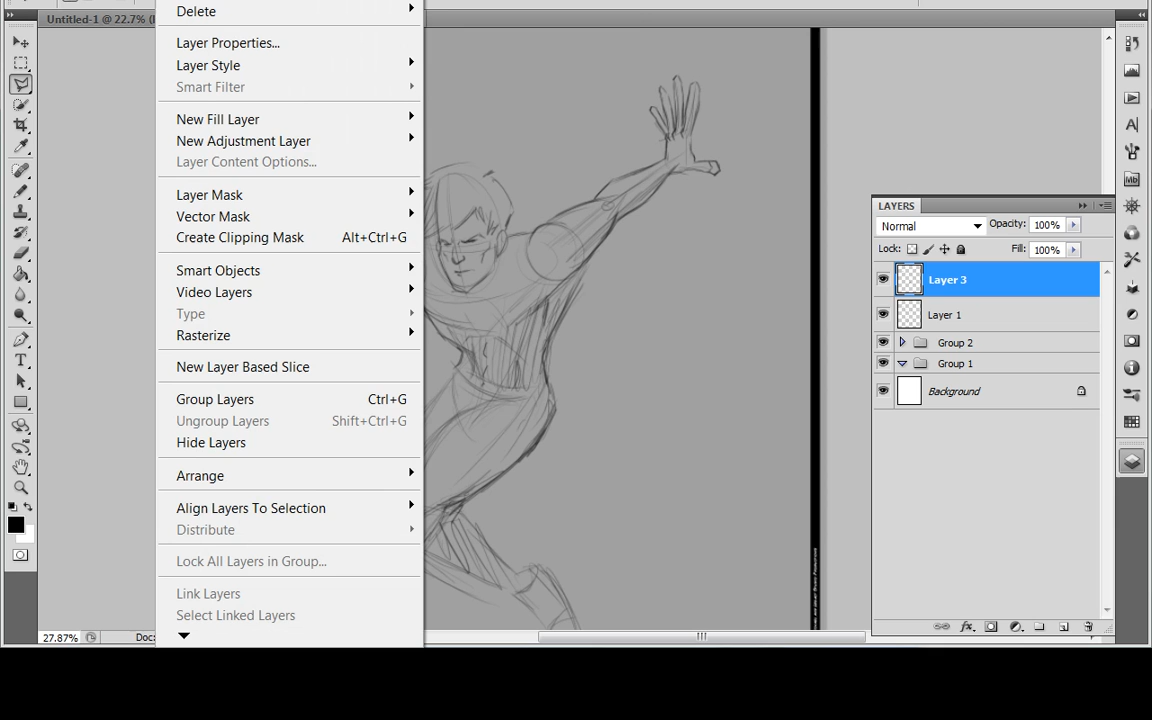 Untitled-1 @ 22.7%
Delete
Layer Properties...
Layer Style
Smart Filter
New Fill Layer
New Adjustment Layer
Layer Content Options...
Layer Mask
Vector Mask
Create Clipping Mask Alt+Ctrl+G
Smart Objects
Video Layers
Type
Rasterize
New Layer Based Slice
Group Layers Ctrl+G
Ungroup Layers Shift+Ctrl+G
Hide Layers
Arrange
Align Layers To Selection
Distribute
Lock All Layers in Group...
Link Layers
Select Linked Layers
27.87% Doc:
LAYERS
Normal Opacity: 100%
Lock: Fill: 100%
Layer 3
Layer 1
Group 2
Group 1
Background